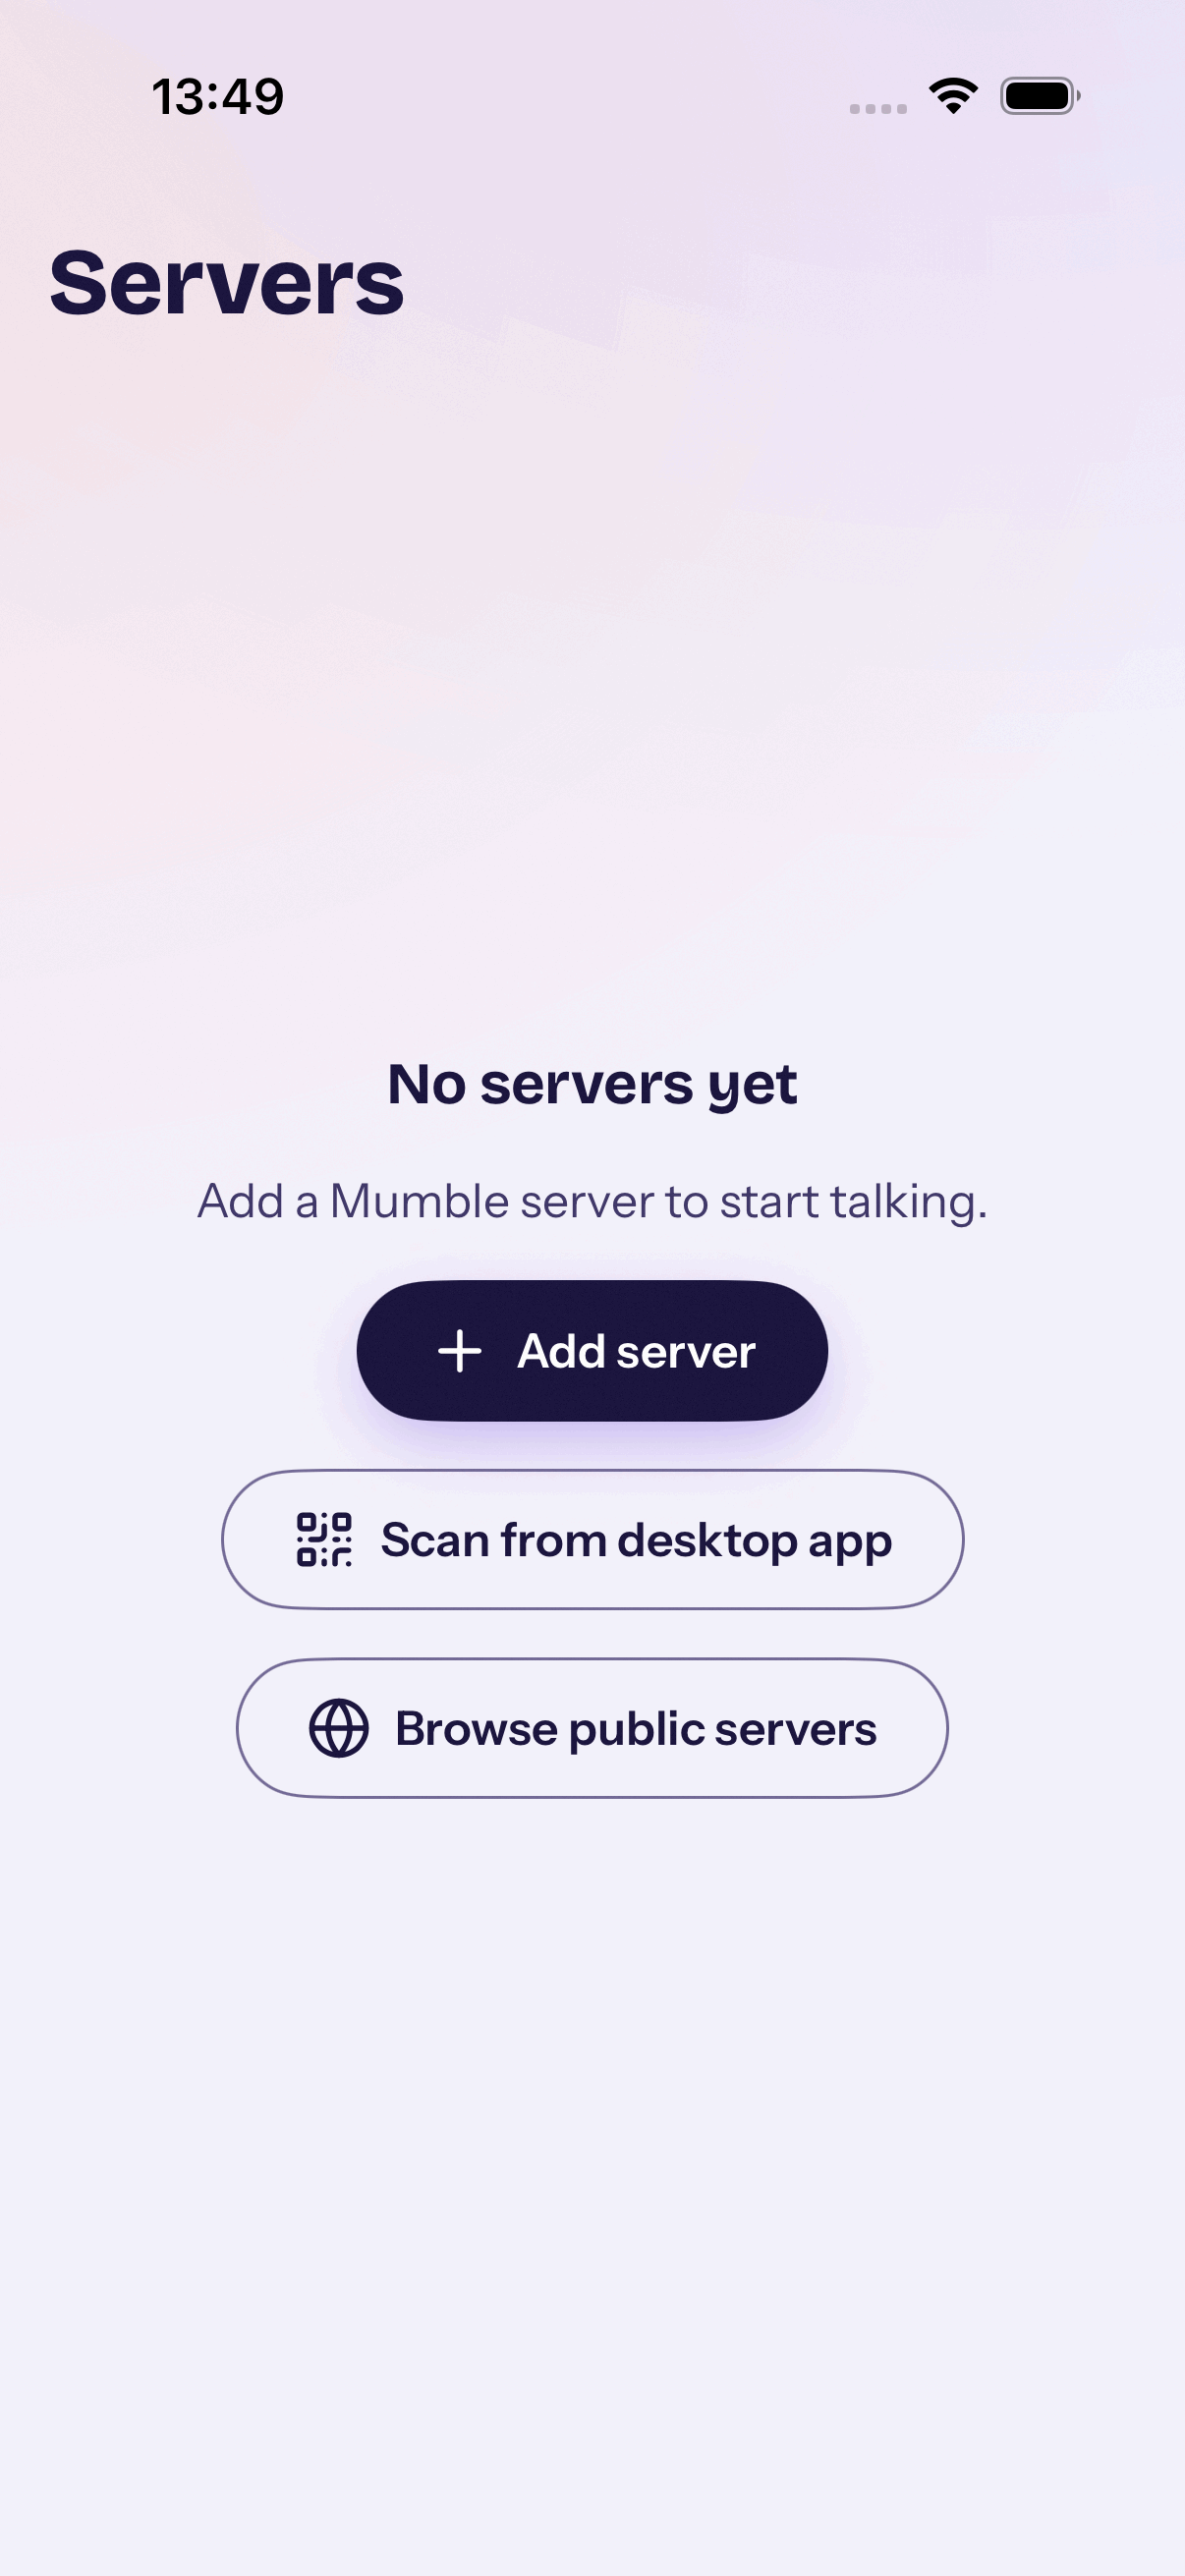 13:49
Servers
No servers yet
Add a Mumble server to start talking.
Add server
Scan from desktop app
Browse public servers